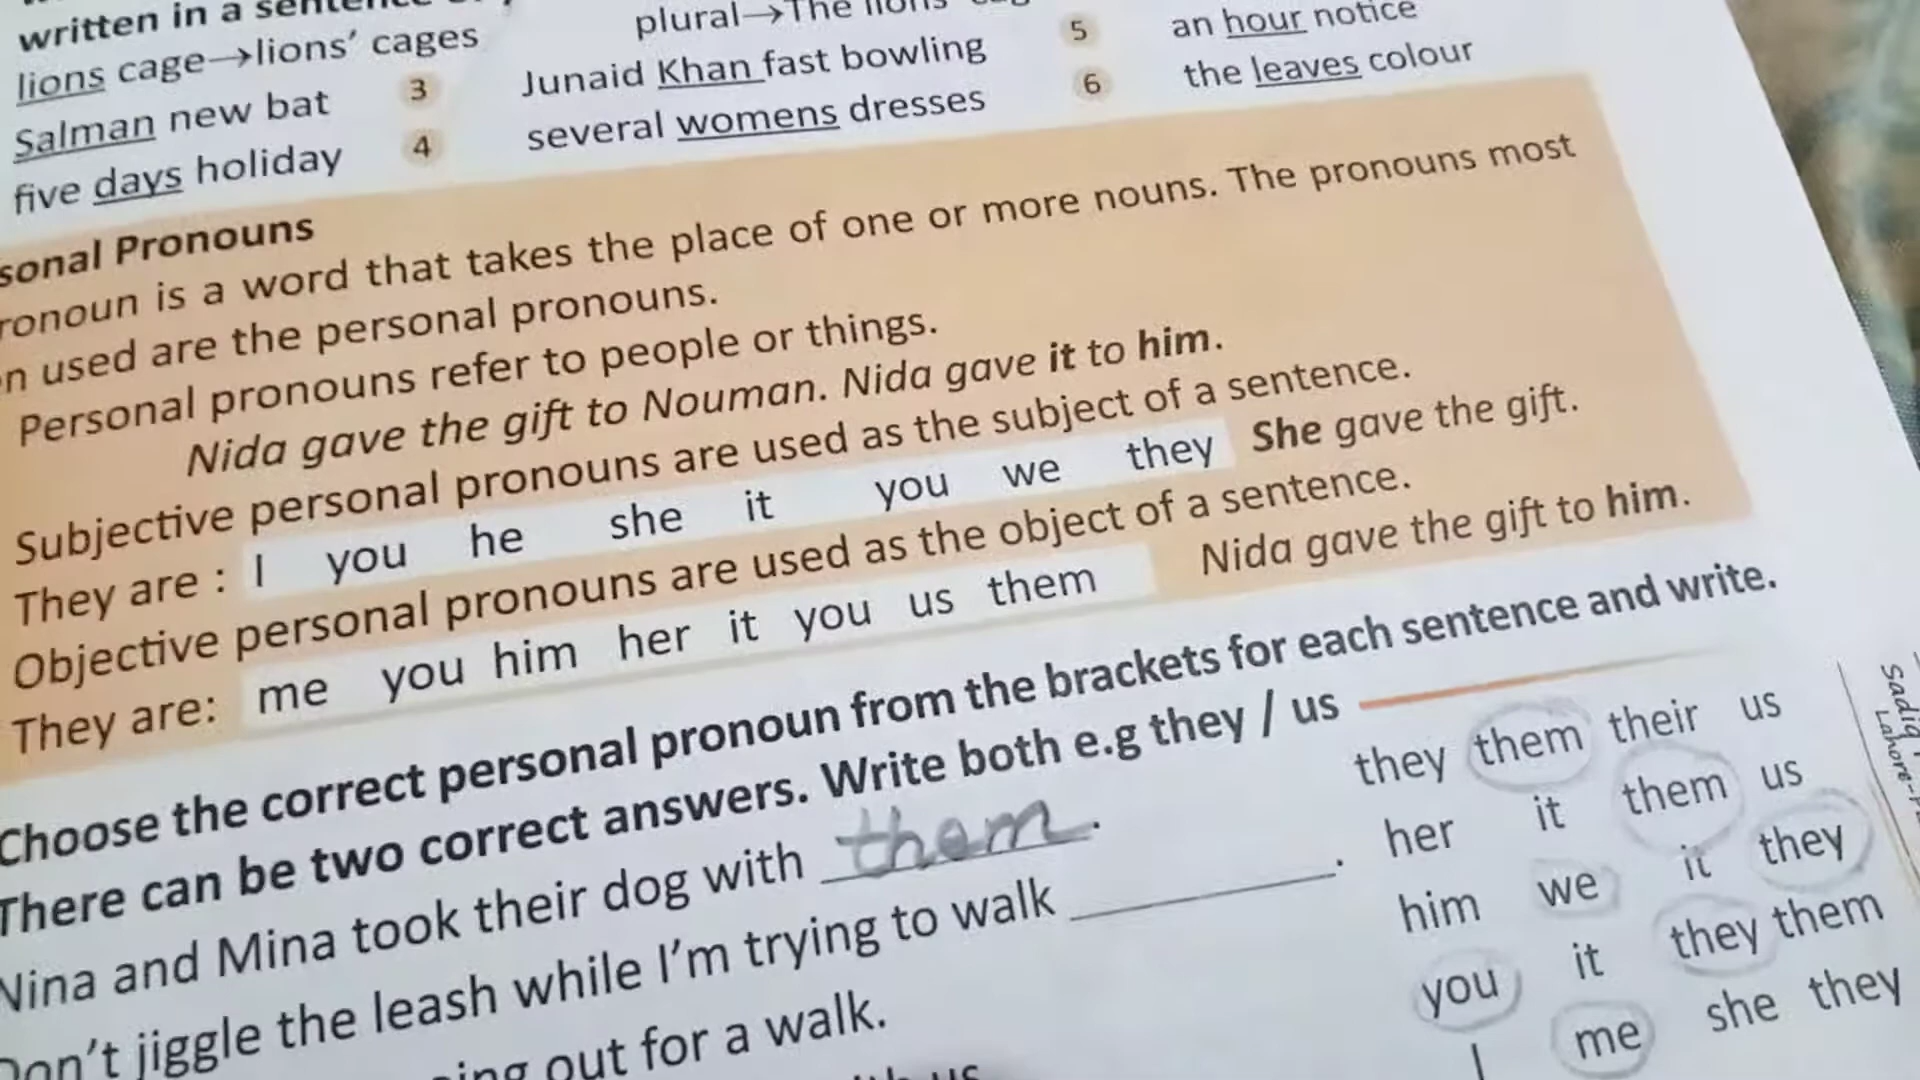 written in a
plural→The
lions cage→lions’ cages
5
an hour notice
Salman new bat
3
Junaid Khan fast bowling
6
the leaves colour
five days holiday
4
several womens dresses
sonal Pronouns
ronoun is a word that takes the place of one or more nouns. The pronouns most
n used are the personal pronouns.
Personal pronouns refer to people or things.
Nida gave the gift to Nouman. Nida gave it to him.
Subjective personal pronouns are used as the subject of a sentence.
They are : I you he she it you we they She gave the gift.
Objective personal pronouns are used as the object of a sentence.
They are: me you him her it you us them Nida gave the gift to him.
Choose the correct personal pronoun from the brackets for each sentence and write.
There can be two correct answers. Write both e.g they / us
they them their us
Nina and Mina took their dog with them.
her it them us
Don’t jiggle the leash while I’m trying to walk .
him we it they
out for a walk.
you it they them
us
I me she they
Sadiq
Lahore